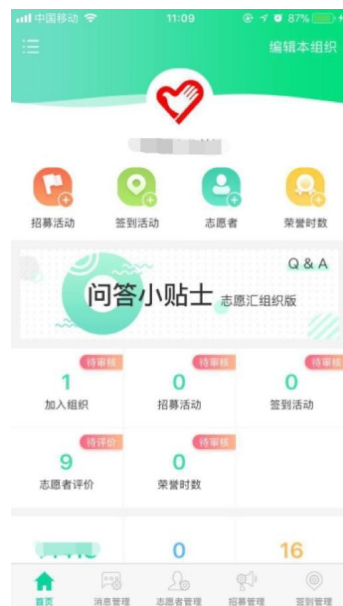 中国移动 11:09 87%
编辑本组织
招募活动 签到活动 志愿者 荣誉时数
Q & A
问答小贴士 志愿汇组织版
待审核 待审核 待审核
1 0 0
加入组织 招募活动 签到活动
待评价 待审核
9 0
志愿者评价 荣誉时数
0 16
首页 消息管理 志愿者管理 招募管理 签到管理